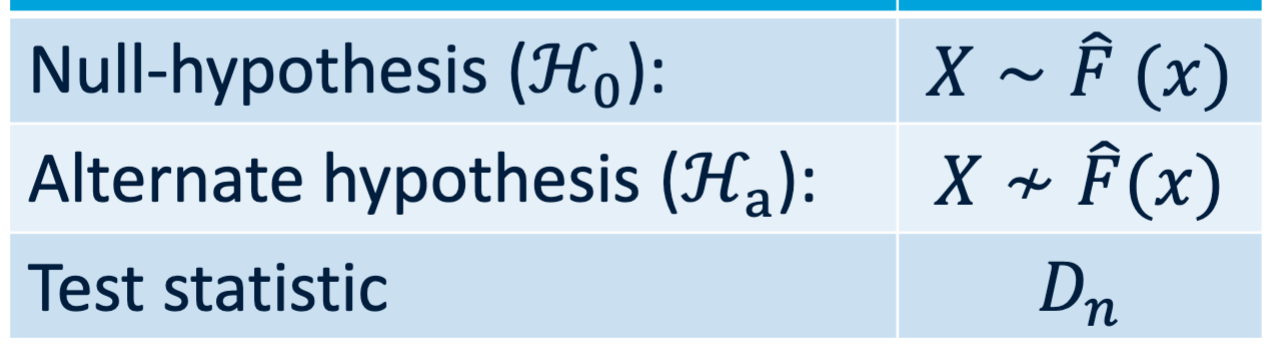 Null-hypothesis (ℋ₀): X ~ F̂ (x)
Alternate hypothesis (ℋₐ): X ≁ F̂(x)
Test statistic Dₙ